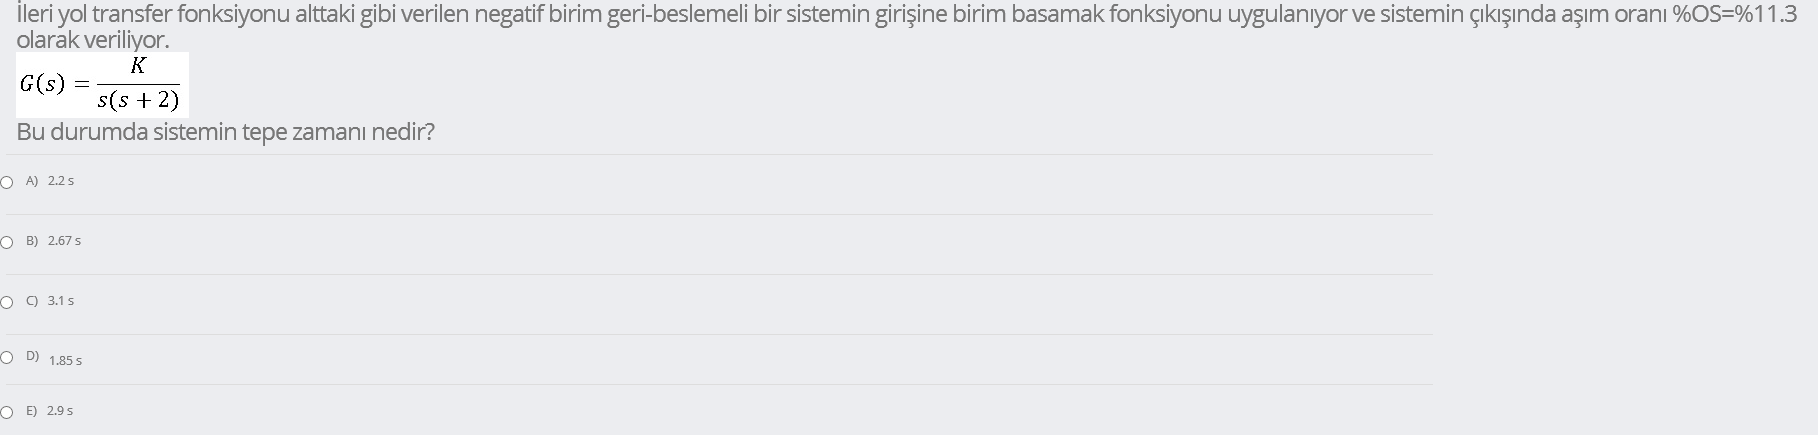 İleri yol transfer fonksiyonu alttaki gibi verilen negatif birim geri-beslemeli bir sistemin girişine birim basamak fonksiyonu uygulanıyor ve sistemin çıkışında aşım oranı %OS=%11.3
olarak veriliyor.
G(s) = K / s(s + 2)
Bu durumda sistemin tepe zamanı nedir?
A) 2.2 s
B) 2.67 s
C) 3.1 s
D) 1.85 s
E) 2.9 s